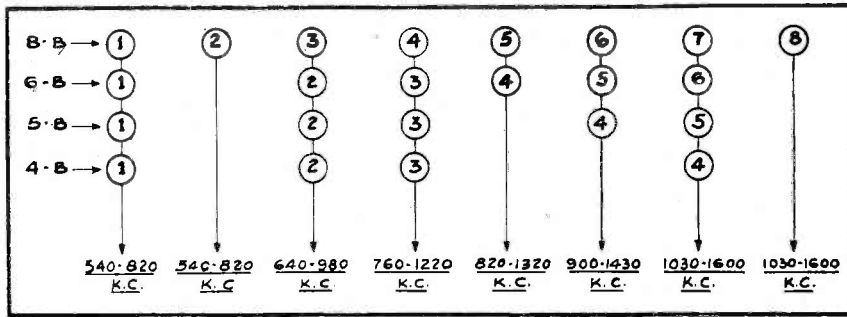 8-B → 1 2 3 4 5 6 7 8
6-B → 1 2 3 4 5 6
5-B → 1 2 3 4 5
4-B → 1 2 3 4
540-820 540-820 640-980 760-1220 820-1320 900-1430 1030-1600 1030-1600
K.C. K.C K.C. K.C. K.C. K.C. K.C. K.C.